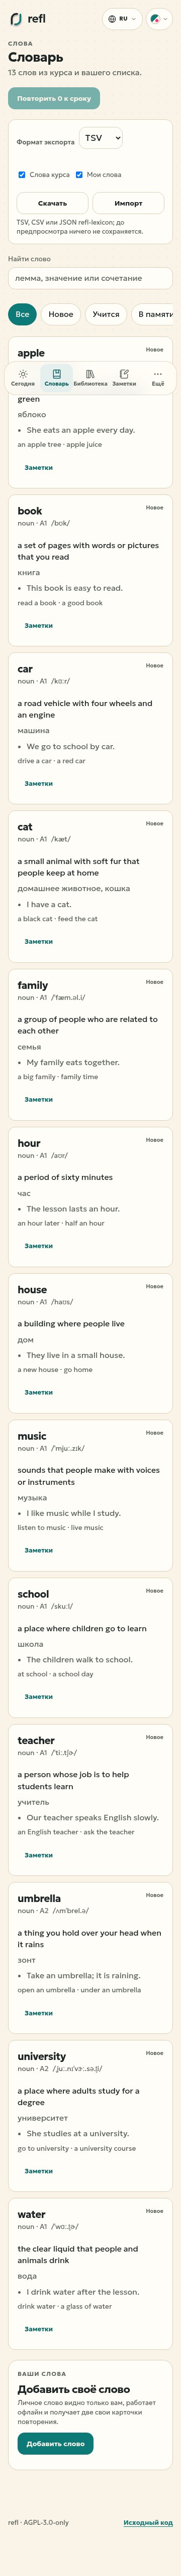 refl
RU
СЛОВА
Словарь
13 слов из курса и вашего списка.
Повторить 0 к сроку
Формат экспорта
TSV
Слова курса
Мои слова
Скачать
Импорт
TSV, CSV или JSON refl-lexicon; до
предпросмотра ничего не сохраняется.
Найти слово
лемма, значение или сочетание
Все
Новое
Учится
В памяти
apple
Новое
Сегодня
Словарь
Библиотека
Заметки
Ещё
green
яблоко
• She eats an apple every day.
an apple tree · apple juice
Заметки
book
Новое
noun · A1 /bʊk/
a set of pages with words or pictures
that you read
книга
• This book is easy to read.
read a book · a good book
Заметки
car
Новое
noun · A1 /kɑːr/
a road vehicle with four wheels and
an engine
машина
• We go to school by car.
drive a car · a red car
Заметки
cat
Новое
noun · A1 /kæt/
a small animal with soft fur that
people keep at home
домашнее животное, кошка
• I have a cat.
a black cat · feed the cat
Заметки
family
Новое
noun · A1 /ˈfæm.əl.i/
a group of people who are related to
each other
семья
• My family eats together.
a big family · family time
Заметки
hour
Новое
noun · A1 /aʊr/
a period of sixty minutes
час
• The lesson lasts an hour.
an hour later · half an hour
Заметки
house
Новое
noun · A1 /haʊs/
a building where people live
дом
• They live in a small house.
a new house · go home
Заметки
music
Новое
noun · A1 /ˈmjuː.zɪk/
sounds that people make with voices
or instruments
музыка
• I like music while I study.
listen to music · live music
Заметки
school
Новое
noun · A1 /skuːl/
a place where children go to learn
школа
• The children walk to school.
at school · a school day
Заметки
teacher
Новое
noun · A1 /ˈtiː.tʃɚ/
a person whose job is to help
students learn
учитель
• Our teacher speaks English slowly.
an English teacher · ask the teacher
Заметки
umbrella
Новое
noun · A2 /ʌmˈbrel.ə/
a thing you hold over your head when
it rains
зонт
• Take an umbrella; it is raining.
open an umbrella · under an umbrella
Заметки
university
Новое
noun · A2 /ˌjuː.nɪˈvɝː.sə.t̬i/
a place where adults study for a
degree
университет
• She studies at a university.
go to university · a university course
Заметки
water
Новое
noun · A1 /ˈwɑː.t̬ɚ/
the clear liquid that people and
animals drink
вода
• I drink water after the lesson.
drink water · a glass of water
Заметки
ВАШИ СЛОВА
Добавить своё слово
Личное слово видно только вам, работает
офлайн и получает две свои карточки
повторения.
Добавить слово
refl · AGPL-3.0-only
Исходный код